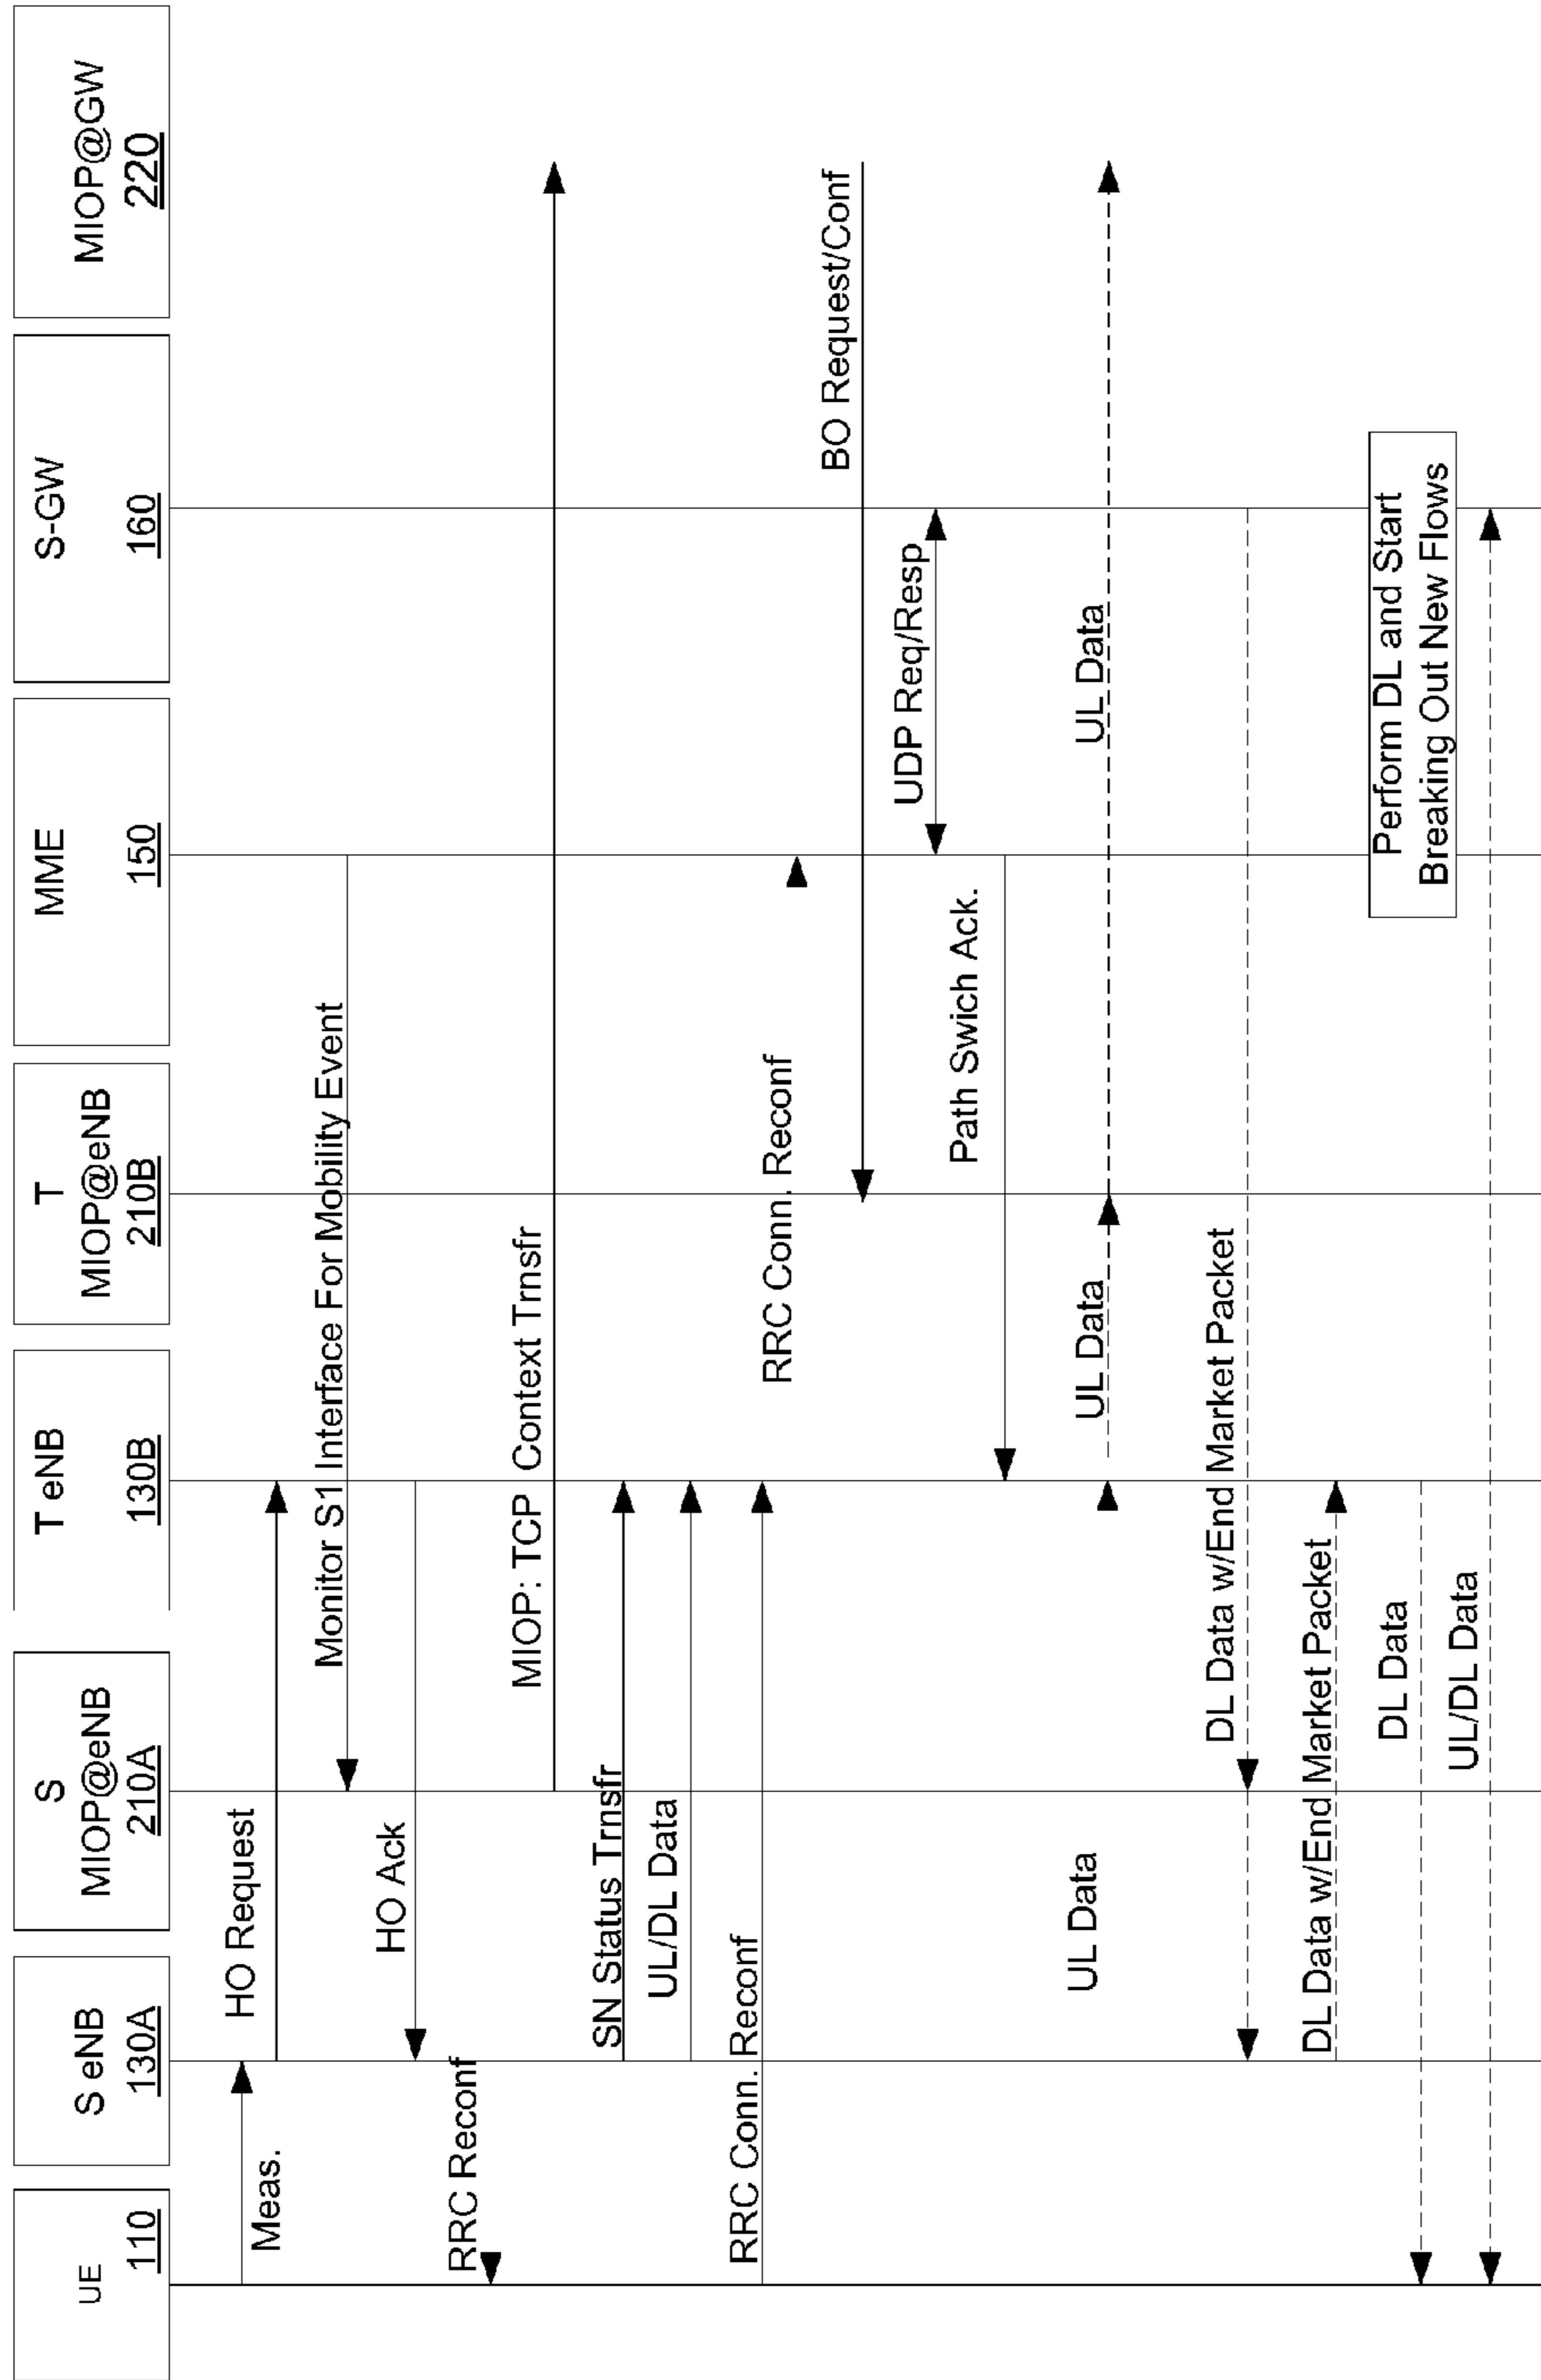 UE
110
S eNB
130A
S
MIOP@eNB
210A
T eNB
130B
T
MIOP@eNB
210B
MME
150
S-GW
160
MIOP@GW
220
Meas.
HO Request
Monitor S1 Interface For Mobility Event
HO Ack
RRC Reconf
MIOP: TCP Context Trnsfr
SN Status Trnsfr
UL/DL Data
RRC Conn. Reconf
RRC Conn. Reconf
BO Request/Conf
UDP Req/Resp
Path Swich Ack.
UL Data
UL Data
UL Data
DL Data w/End Market Packet
DL Data w/End Market Packet
Perform DL and Start
Breaking Out New Flows
DL Data
UL/DL Data